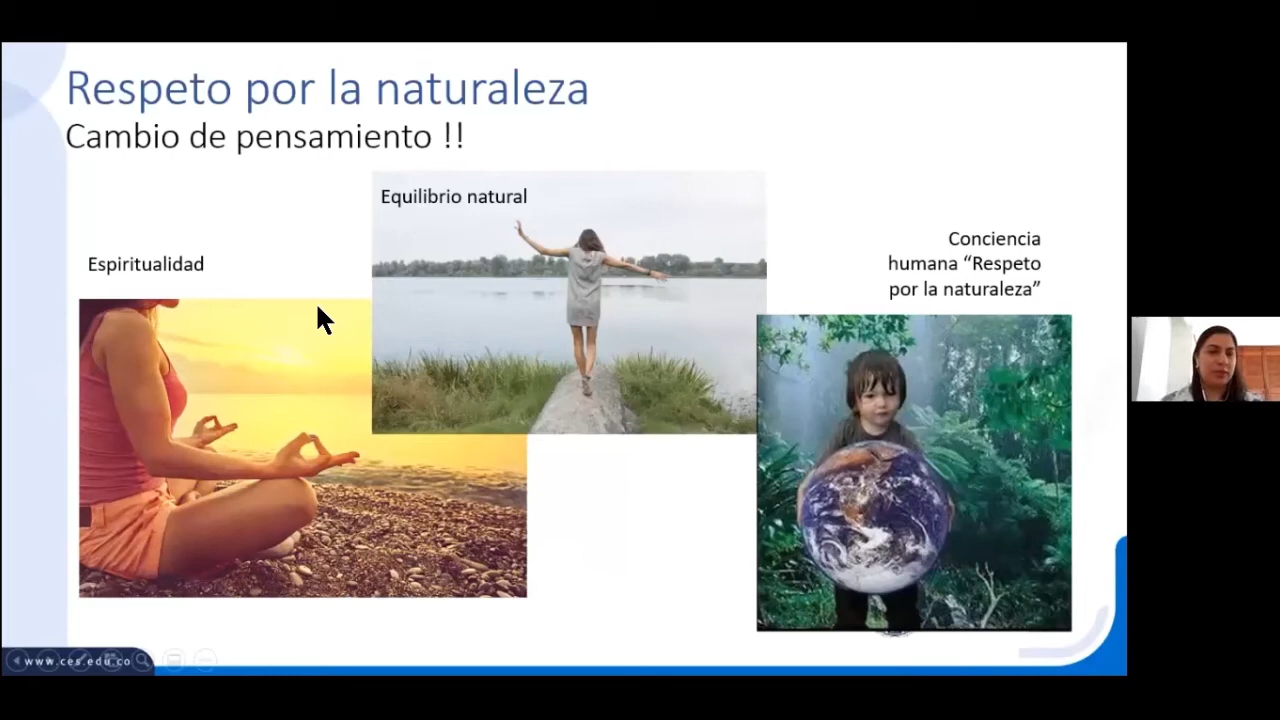 Respeto por la naturaleza
Cambio de pensamiento !!
Equilibrio natural
Espiritualidad
Conciencia
humana “Respeto
por la naturaleza”
www.ces.edu.co